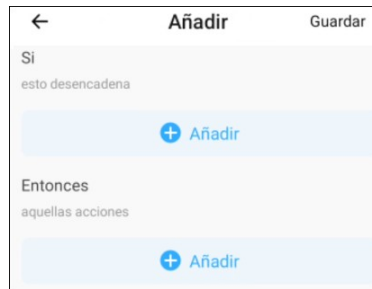 Añadir Guardar
Si
esto desencadena
Añadir
Entonces
aquellas acciones
Añadir